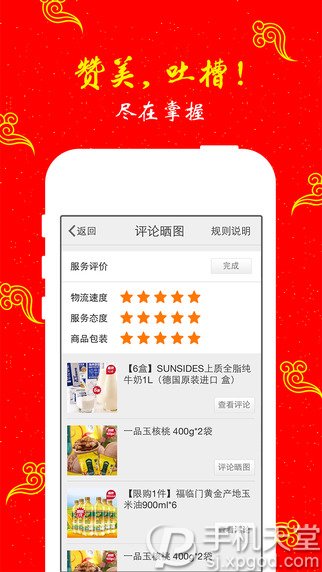 赞美，吐槽！
尽在掌握
返回 评论晒图 规则说明
服务评价 完成
物流速度
服务态度
商品包装
【6盒】SUNSIDES上质全脂纯
牛奶1L（德国原装进口 盒）
查看评论
一品玉核桃 400g*2袋
评论晒图
【限购1件】福临门黄金产地玉
米油900ml*6
查看评论
一品玉核桃 400g*2袋
手机天堂
sj.xpgod.com